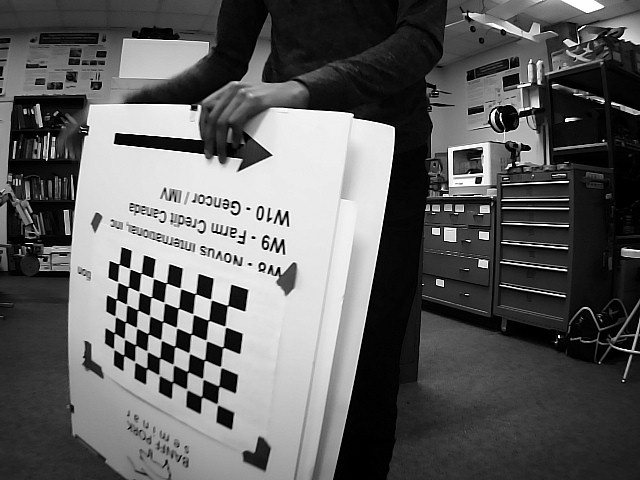 BANFF PORK
seminar
W8 - Novus International, Inc
W9 - Farm Credit Canada
W10 - Gencor / IMV